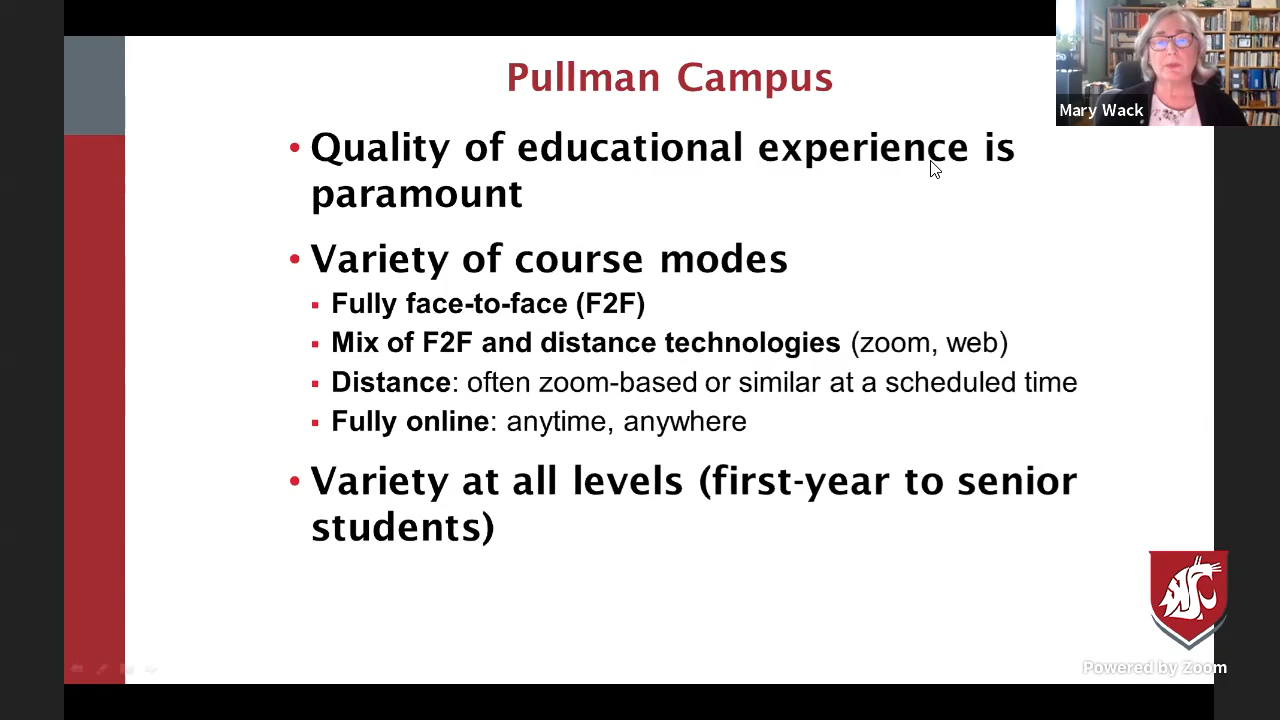 Pullman Campus
Mary Wack
• Quality of educational experience is
paramount
• Variety of course modes
▪ Fully face-to-face (F2F)
▪ Mix of F2F and distance technologies (zoom, web)
▪ Distance: often zoom-based or similar at a scheduled time
▪ Fully online: anytime, anywhere
• Variety at all levels (first-year to senior
students)
Powered by Zoom